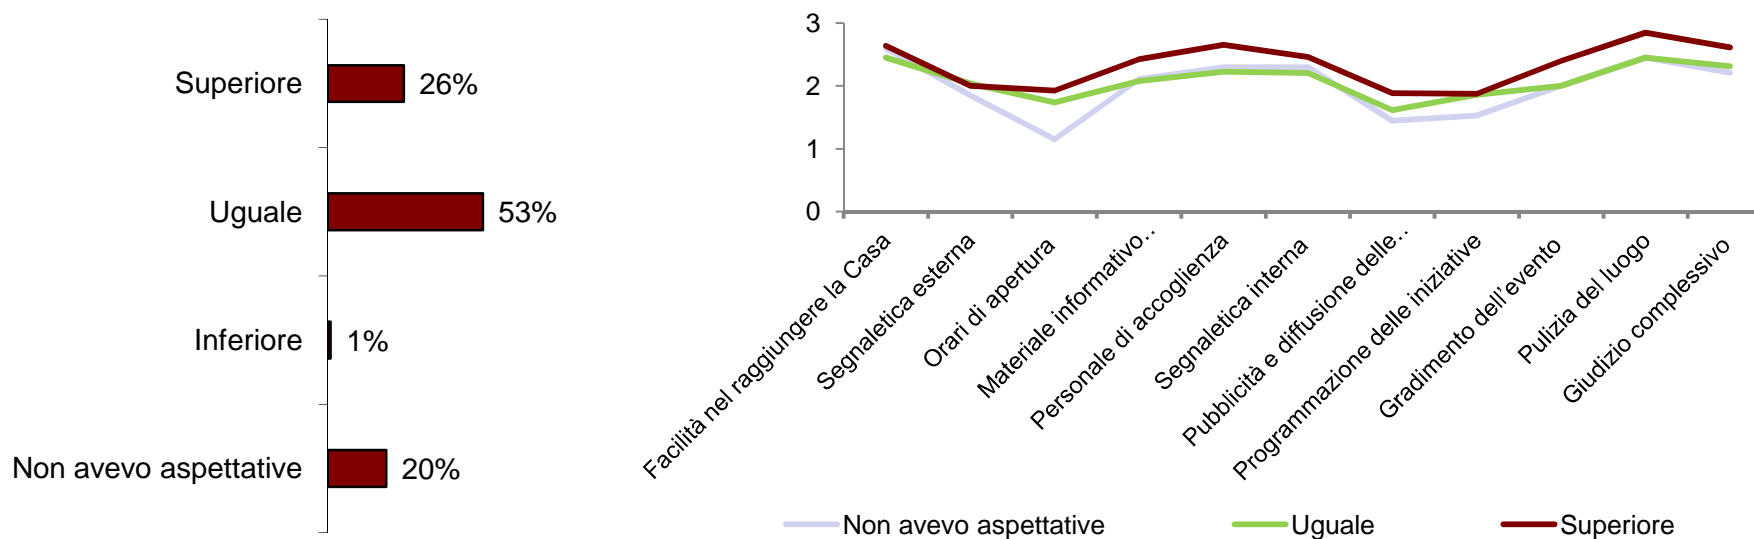 Superiore
26%
Uguale
53%
Inferiore
1%
Non avevo aspettative
20%
3
2
1
0
Facilità nel raggiungere la Casa
Segnaletica esterna
Orari di apertura
Materiale informativo..
Personale di accoglienza
Segnaletica interna
Pubblicità e diffusione delle..
Programmazione delle iniziative
Gradimento dell'evento
Pulizia del luogo
Giudizio complessivo
Non avevo aspettative
Uguale
Superiore